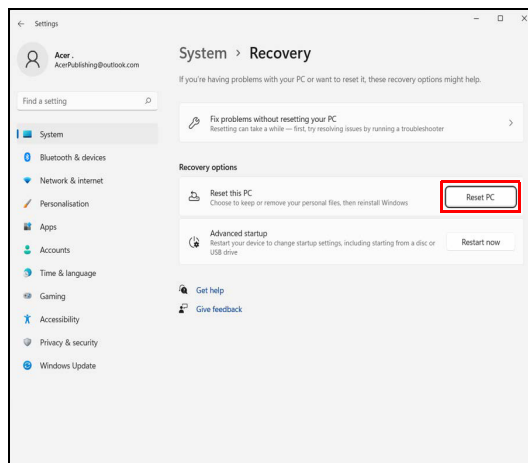 Settings
Acer .
AcerPublishing@outlook.com
Find a setting
System
Bluetooth & devices
Network & internet
Personalisation
Apps
Accounts
Time & language
Gaming
Accessibility
Privacy & security
Windows Update
System > Recovery
If you're having problems with your PC or want to reset it, these recovery options might help.
Fix problems without resetting your PC
Resetting can take a while — first, try resolving issues by running a troubleshooter
Recovery options
Reset this PC
Choose to keep or remove your personal files, then reinstall Windows
Reset PC
Advanced startup
Restart your device to change startup settings, including starting from a disc or
USB drive
Restart now
Get help
Give feedback